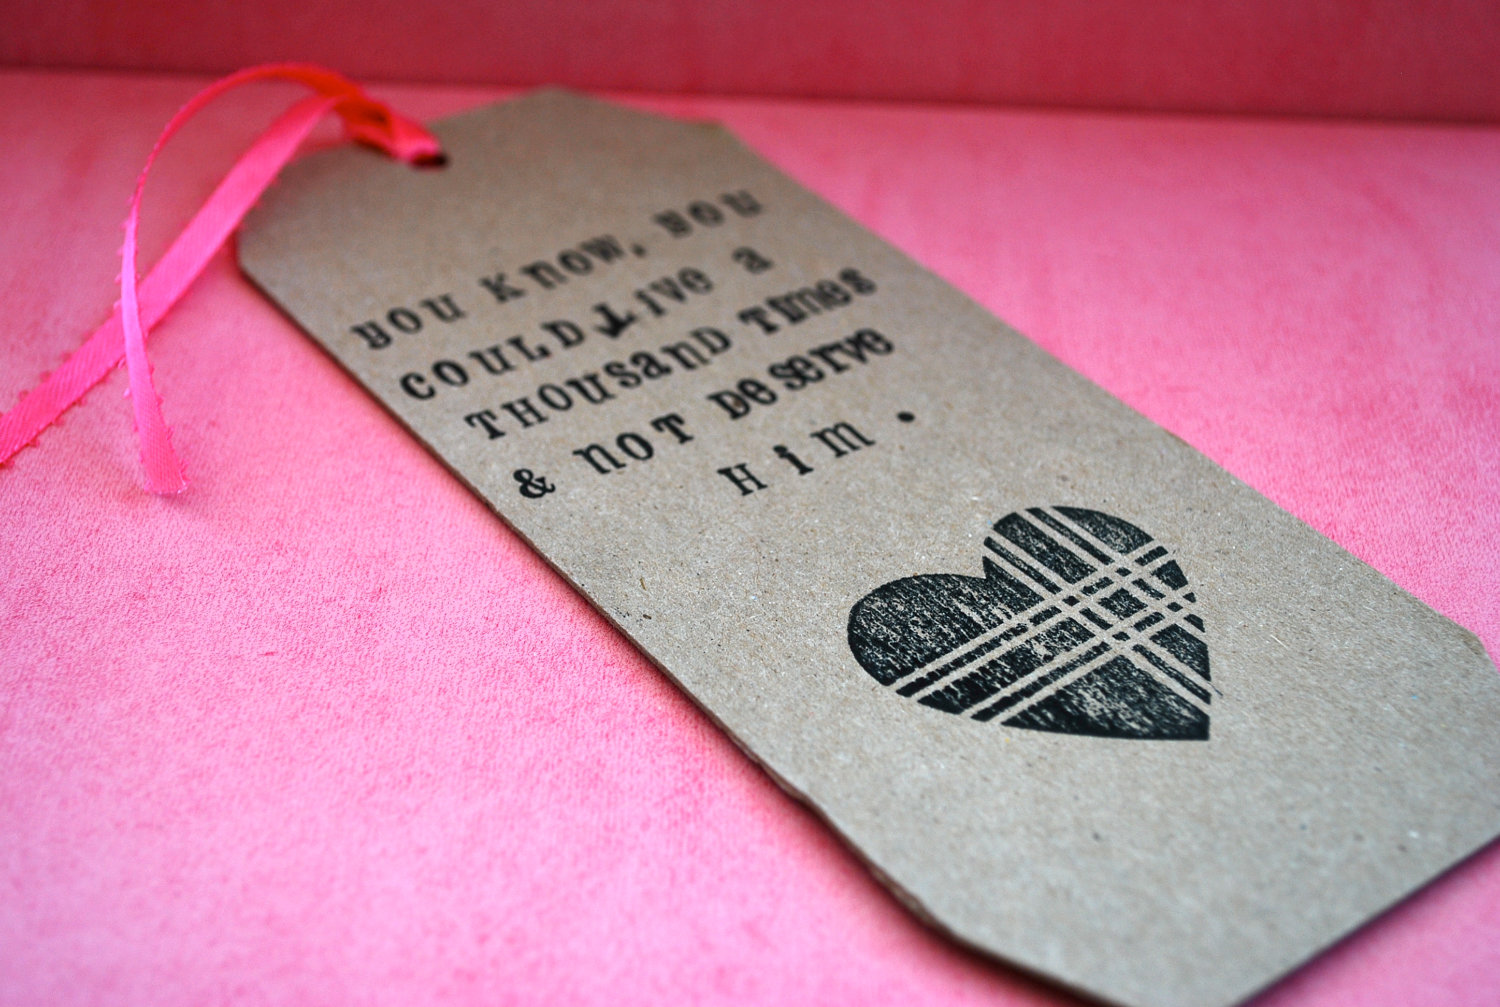 you know, you
could live a
Thousand Times
& not Deserve
Him.